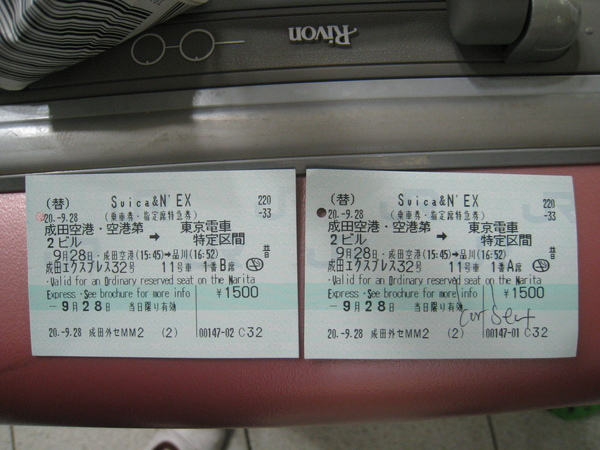 Rivon
(替) Suica&N'EX 220
20.-9.28 (乗車券・指定席特急券) -33
成田空港・空港第2ビル → 東京電車特定区間
9月28日・成田空港(15:45)→品川(16:52) 昔
成田エクスプレス32号 11号車 1番B席
・Valid for an Ordinary reserved seat on the Narita
Express・See brochure for more info ¥1500
-9月28日 当日限り有効
20.-9.28 成田外セMM2 (2) 00147-02 C32
(替) Suica&N'EX 220
20.-9.28 (乗車券・指定席特急券) -33
成田空港・空港第2ビル → 東京電車特定区間
9月28日・成田空港(15:45)→品川(16:52) 昔
成田エクスプレス32号 11号車 1番A席
・Valid for an Ordinary reserved seat on the Narita
Express・See brochure for more info ¥1500
-9月28日 当日限り有効
20.-9.28 成田外セMM2 (2) 00147-01 C32